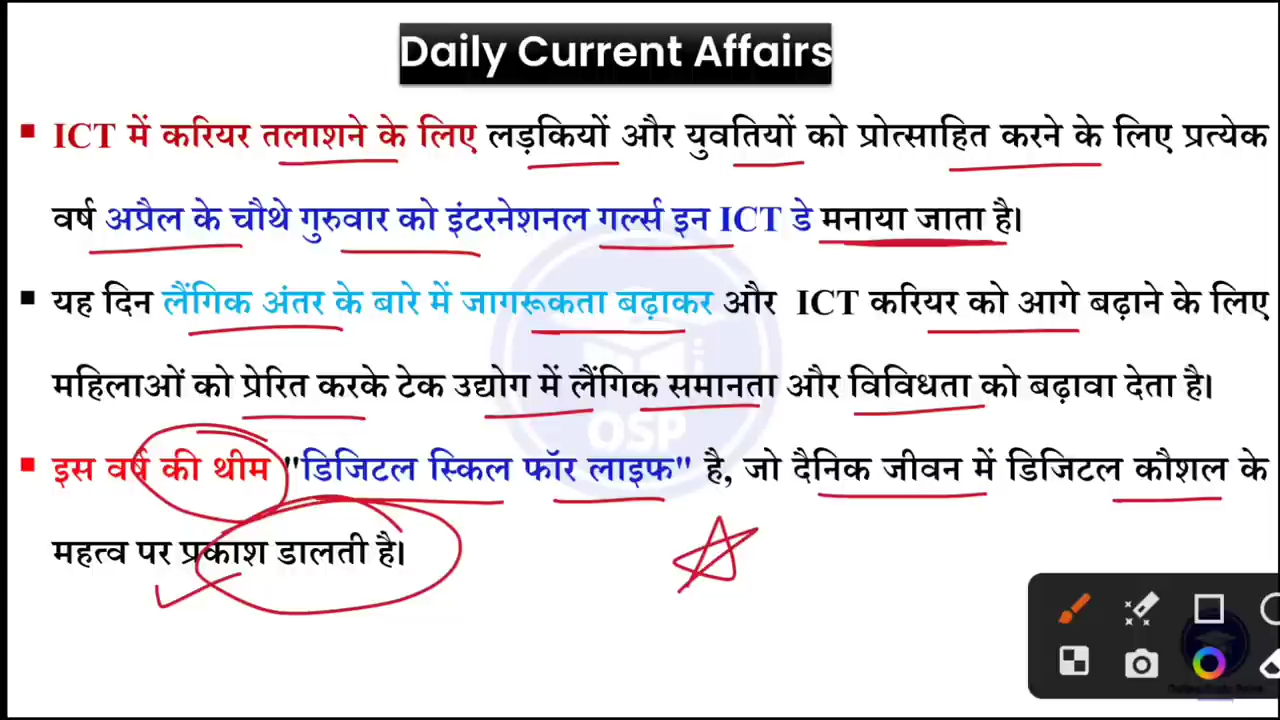 Daily Current Affairs
▪ ICT में करियर तलाशने के लिए लड़कियों और युवतियों को प्रोत्साहित करने के लिए प्रत्येक
वर्ष अप्रैल के चौथे गुरुवार को इंटरनेशनल गर्ल्स इन ICT डे मनाया जाता है।
▪ यह दिन लैंगिक अंतर के बारे में जागरूकता बढ़ाकर और ICT करियर को आगे बढ़ाने के लिए
महिलाओं को प्रेरित करके टेक उद्योग में लैंगिक समानता और विविधता को बढ़ावा देता है।
OSP
▪ इस वर्ष की थीम "डिजिटल स्किल फॉर लाइफ" है, जो दैनिक जीवन में डिजिटल कौशल के
महत्व पर प्रकाश डालती है।